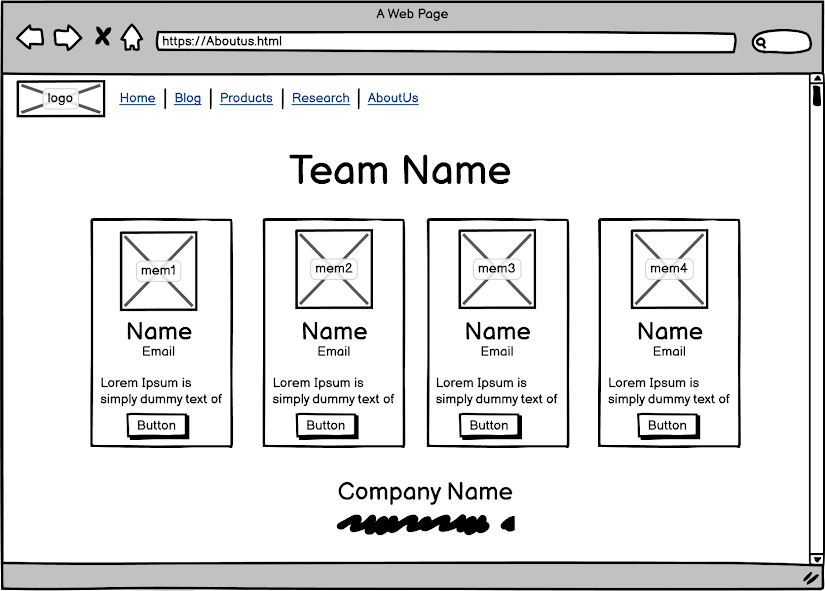 A Web Page
https://Aboutus.html
logo
Home Blog Products Research AboutUs
Team Name
mem1 mem2 mem3 mem4
Name Name Name Name
Email Email Email Email
Lorem Ipsum is Lorem Ipsum is Lorem Ipsum is Lorem Ipsum is
simply dummy text of simply dummy text of simply dummy text of simply dummy text of
Button Button Button Button
Company Name